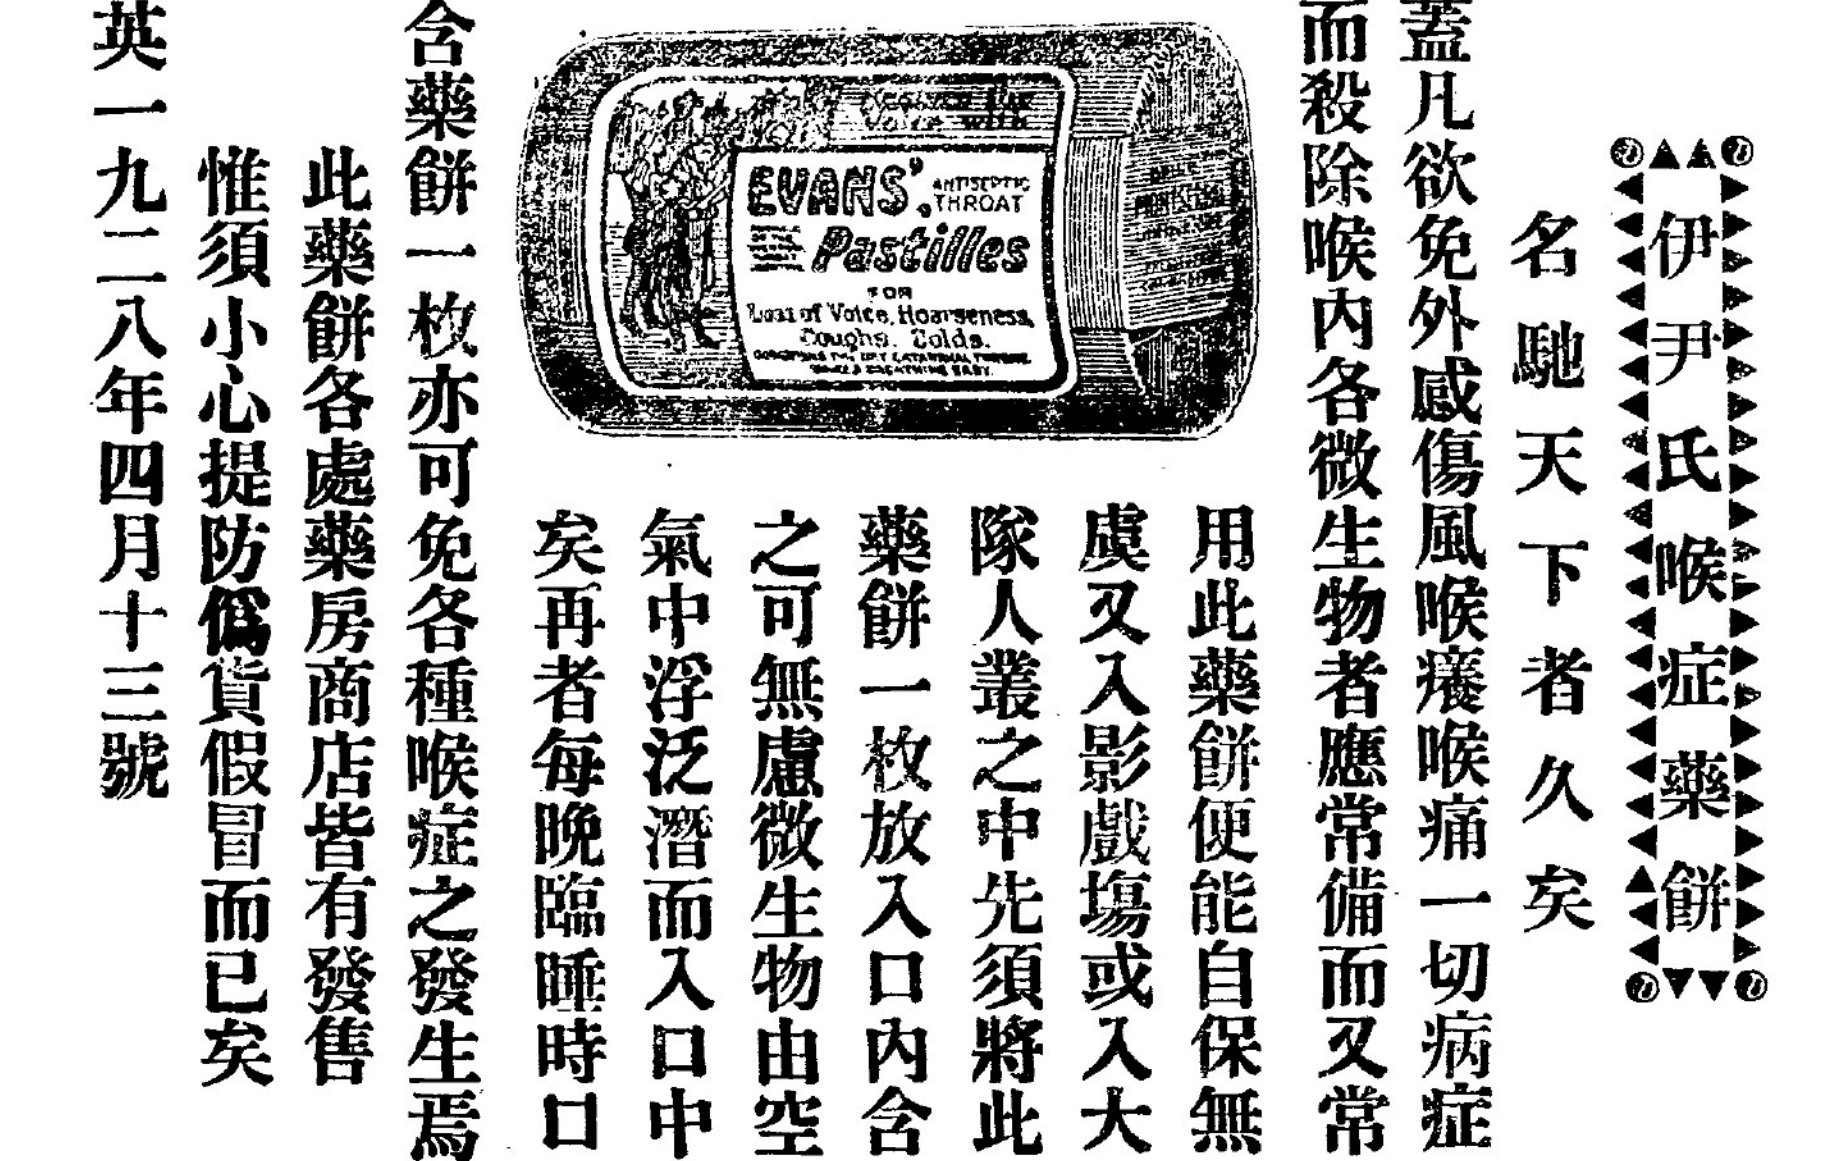 伊尹氏喉症藥餅
名馳天下者久矣
蓋凡欲免外感傷風喉癢喉痛一切病症
而殺除喉內各微生物者應常備而又常
用此藥餅便能自保無
虞又入影戲塲或入大
隊人叢之中先須將此
藥餅一枚放入口內含
之可無慮微生物由空
氣中浮泛潛而入口中
矣再者每晚臨睡時口
含藥餅一枚亦可免各種喉症之發生焉
此藥餅各處藥房商店皆有發售
惟須小心提防僞貨假冒而已矣
英一九二八年四月十三號
Voice with
EVANS' ANTISEPTIC THROAT
Pastilles
FOR
Loss of Voice, Hoarseness,
Coughs. Colds.